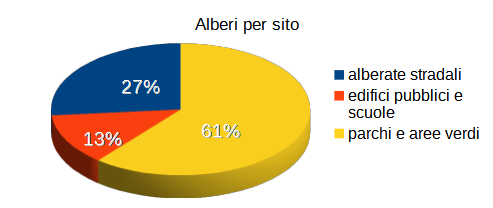 Alberi per sito
27%
13%
61%
alberate stradali
edifici pubblici e
scuole
parchi e aree verdi